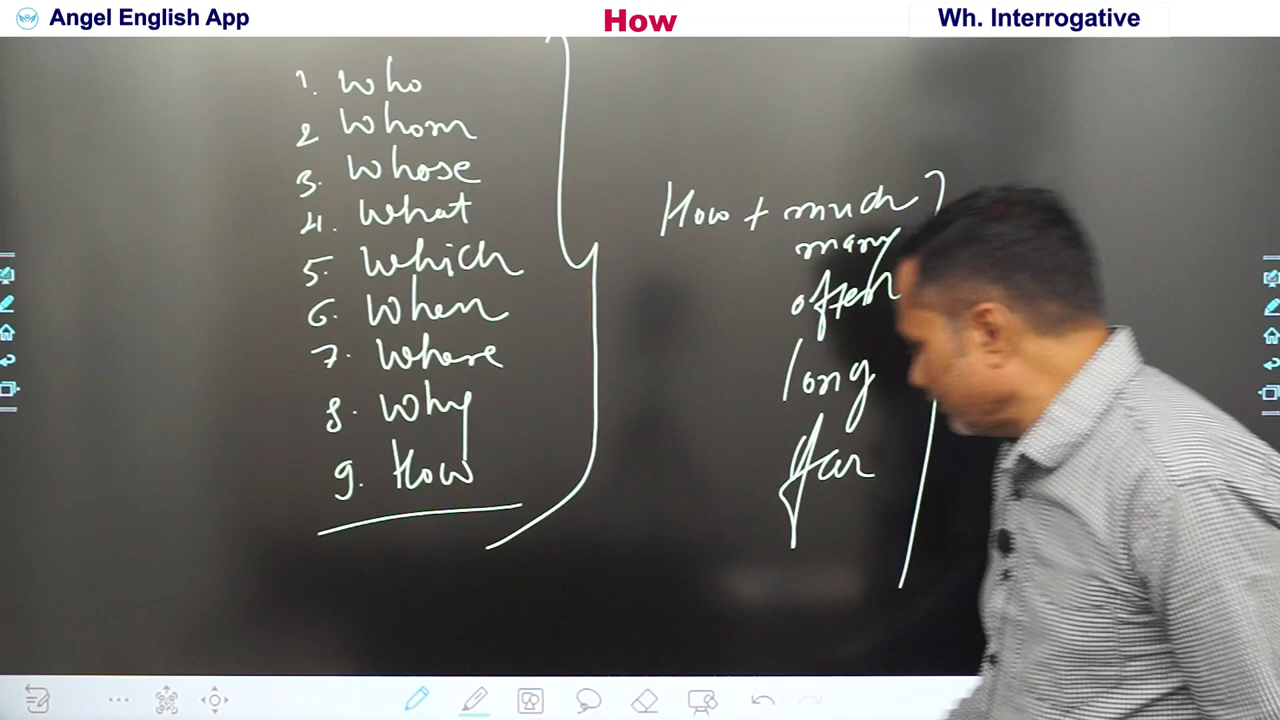 Angel English App
How
Wh. Interrogative
1. Who
2 Whom
3. Whose
4. What
5. Which
6. When
7. Where
8. Why
9. How
How + much
many
often
long
far